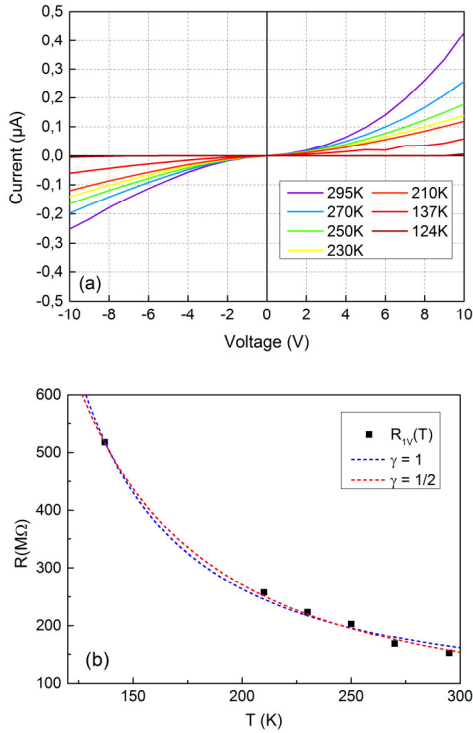 0,5
0,4
0,3
0,2
0,1
0,0
-0,1
-0,2
-0,3
-0,4
-0,5
Current (µA)
295K
270K
250K
230K
210K
137K
124K
(a)
-10 -8 -6 -4 -2 0 2 4 6 8 10
Voltage (V)
600
500
400
300
200
100
R(MΩ)
R1V(T)
γ = 1
γ = 1/2
(b)
150 200 250 300
T (K)